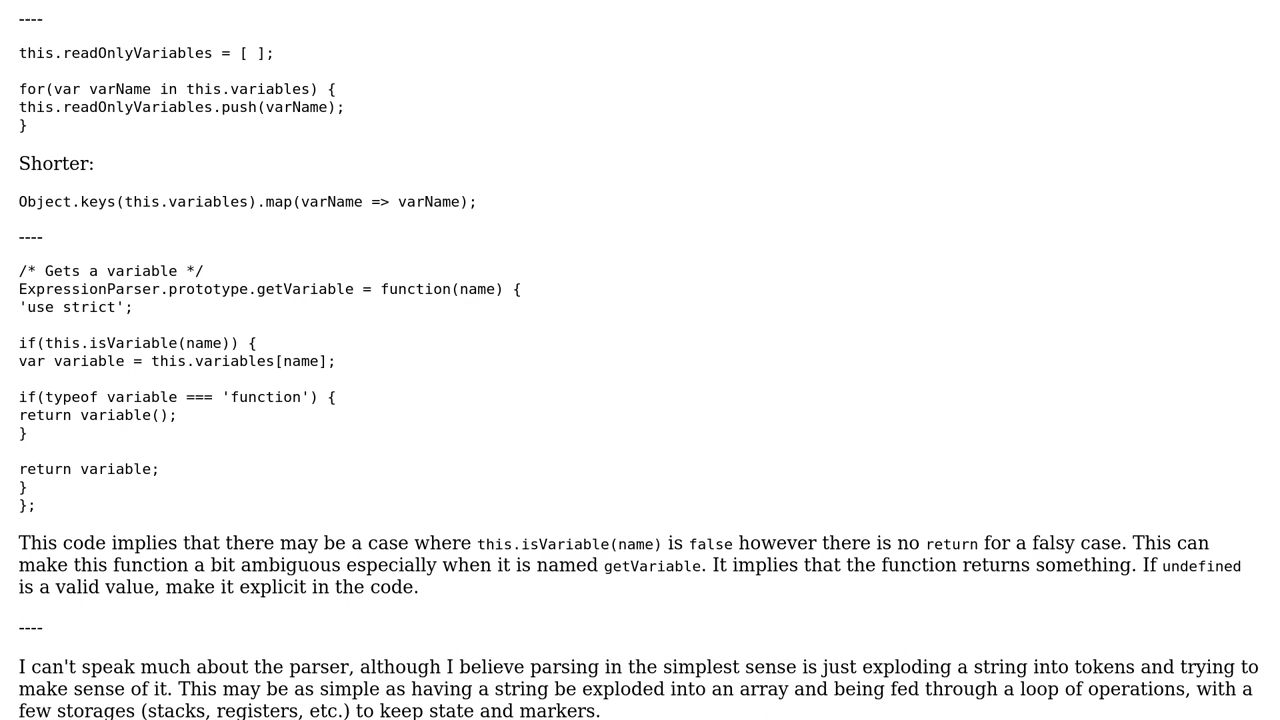 ----
this.readOnlyVariables = [ ];
for(var varName in this.variables) {
this.readOnlyVariables.push(varName);
}
Shorter:
Object.keys(this.variables).map(varName => varName);
----
/* Gets a variable */
ExpressionParser.prototype.getVariable = function(name) {
'use strict';
if(this.isVariable(name)) {
var variable = this.variables[name];
if(typeof variable === 'function') {
return variable();
}
return variable;
}
};
This code implies that there may be a case where this.isVariable(name) is false however there is no return for a falsy case. This can
make this function a bit ambiguous especially when it is named getVariable. It implies that the function returns something. If undefined
is a valid value, make it explicit in the code.
----
I can't speak much about the parser, although I believe parsing in the simplest sense is just exploding a string into tokens and trying to
make sense of it. This may be as simple as having a string be exploded into an array and being fed through a loop of operations, with a
few storages (stacks, registers, etc.) to keep state and markers.